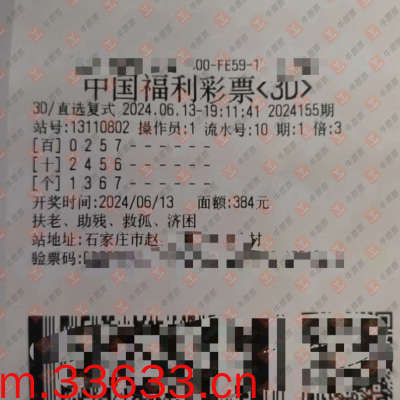 00-FE59-1
中国福利彩票<3D>
3D/直选复式 2024.06.13-19:11:41 2024155期
站号:13110802 操作员:1 流水号:10 期:1 倍:3
[百] 0 2 5 7 - - - - - -
[十] 2 4 5 6 - - - - - -
[个] 1 3 6 7 - - - - - -
开奖时间:2024/06/13 面额:384元
扶老、助残、救孤、济困
站地址:石家庄市赵 村
验票码:
m.33633.cn